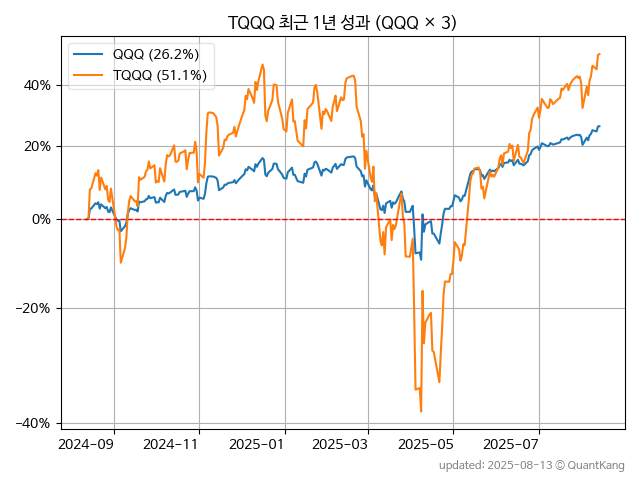 TQQQ 최근 1년 성과 (QQQ × 3)
QQQ (26.2%)
TQQQ (51.1%)
40%
20%
0%
−20%
−40%
2024-09
2024-11
2025-01
2025-03
2025-05
2025-07
updated: 2025-08-13 © QuantKang